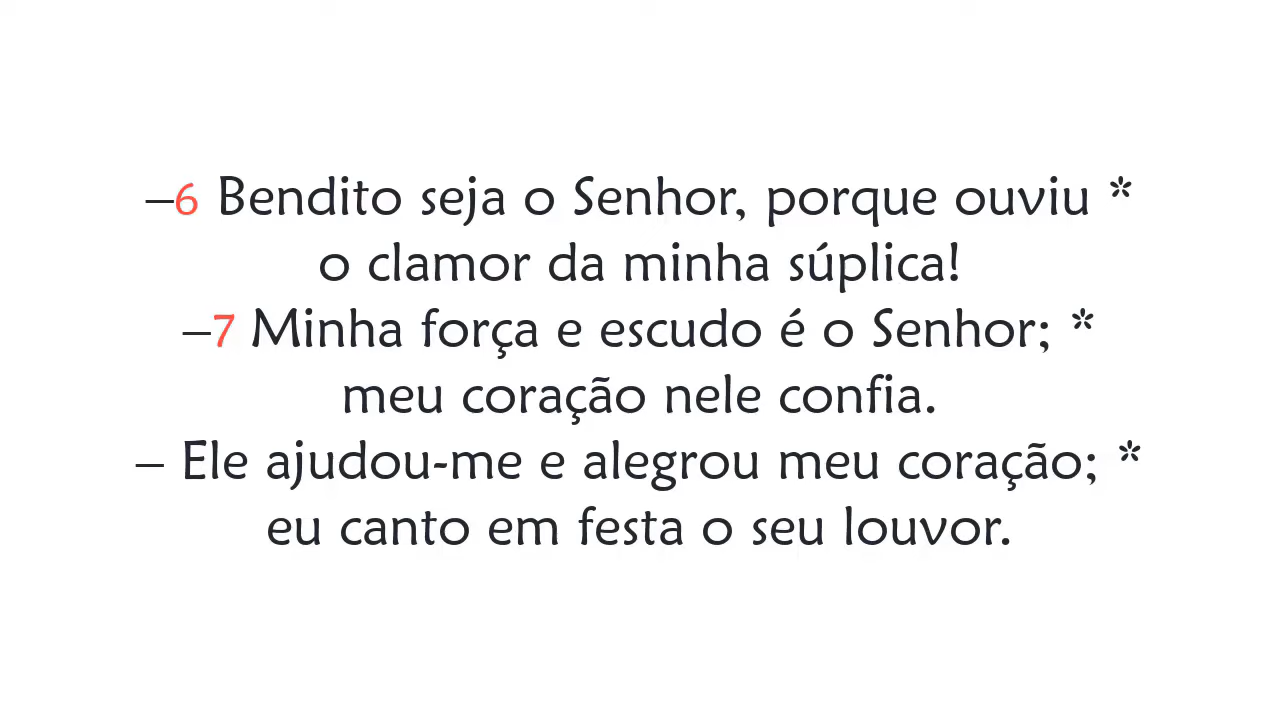 –6 Bendito seja o Senhor, porque ouviu *
o clamor da minha súplica!
–7 Minha força e escudo é o Senhor; *
meu coração nele confia.
– Ele ajudou-me e alegrou meu coração; *
eu canto em festa o seu louvor.